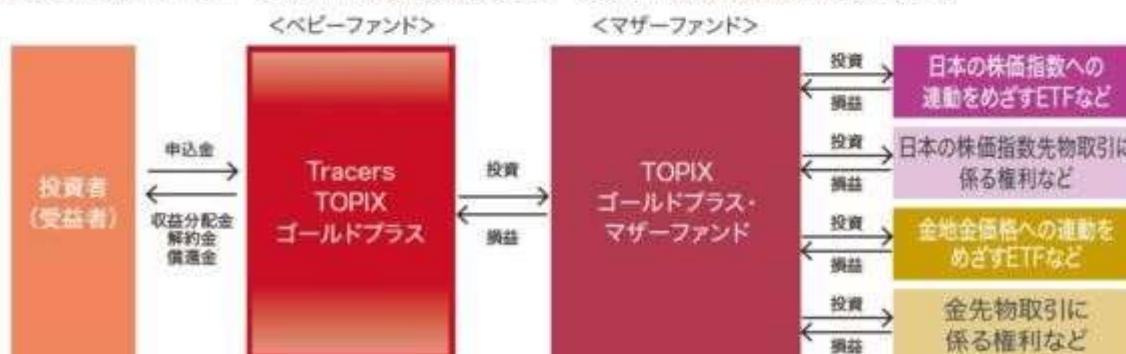 <ベビーファンド>
<マザーファンド>
投資者
(受益者)
申込金
収益分配金
解約金
償還金
Tracers
TOPIX
ゴールドプラス
投資
損益
TOPIX
ゴールドプラス・
マザーファンド
投資
損益
日本の株価指数への
連動をめざすETFなど
投資
損益
日本の株価指数先物取引に
係る権利など
投資
損益
金地金価格への連動を
めざすETFなど
投資
損益
金先物取引に
係る権利など